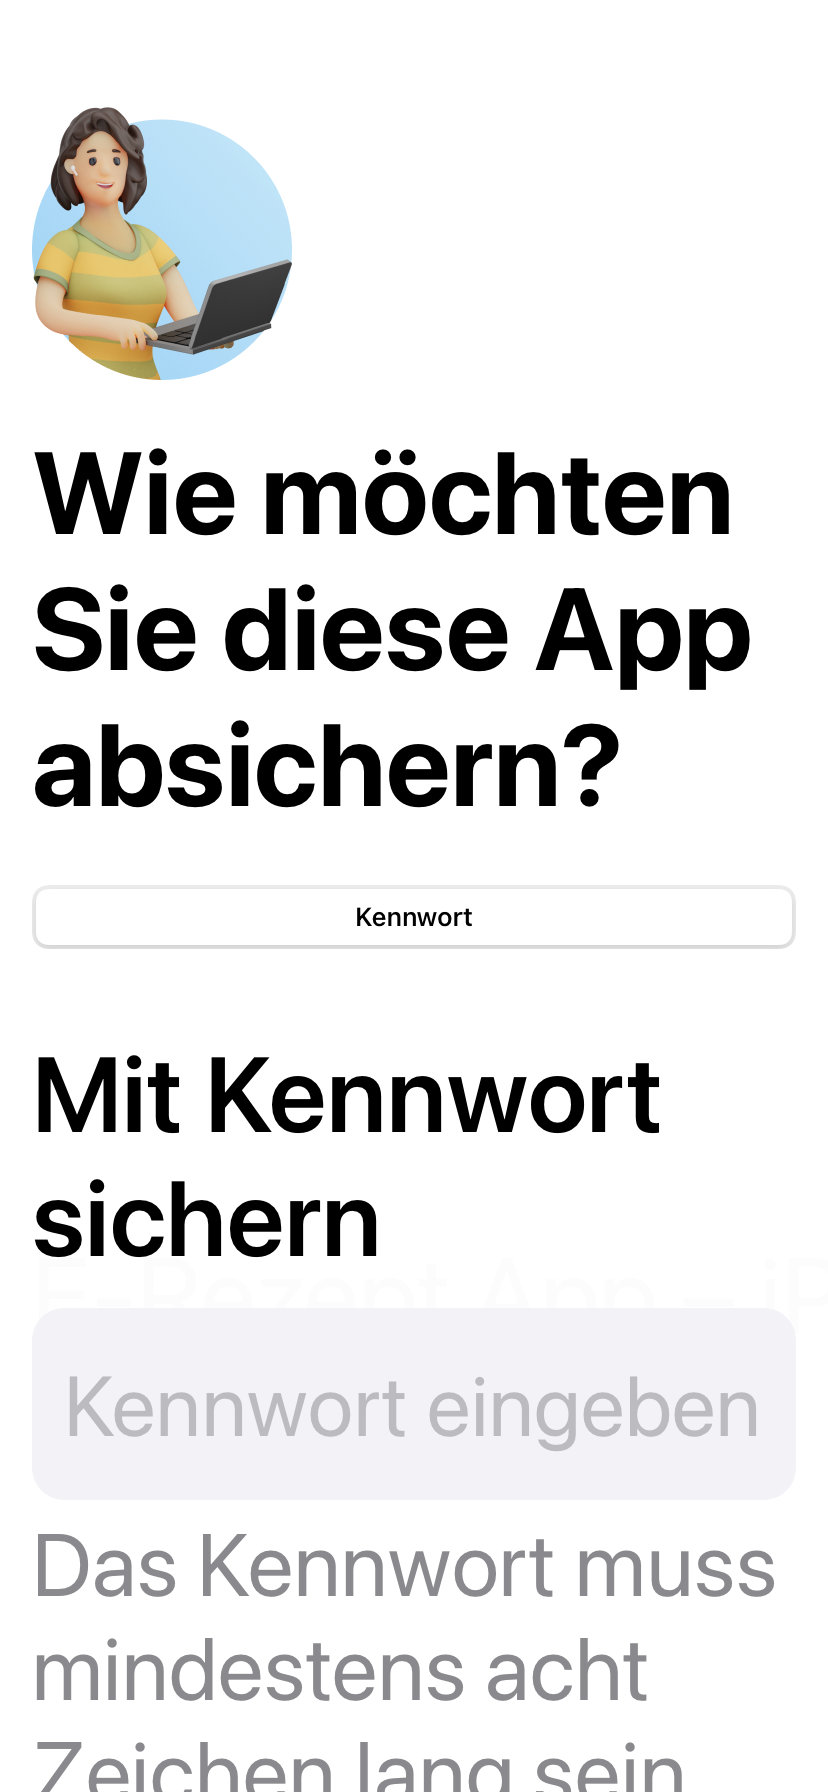 Wie möchten
Sie diese App
absichern?
Kennwort
Mit Kennwort
sichern
E-Rezept App – iP
Kennwort eingeben
Das Kennwort muss
mindestens acht
Zeichen lang sein